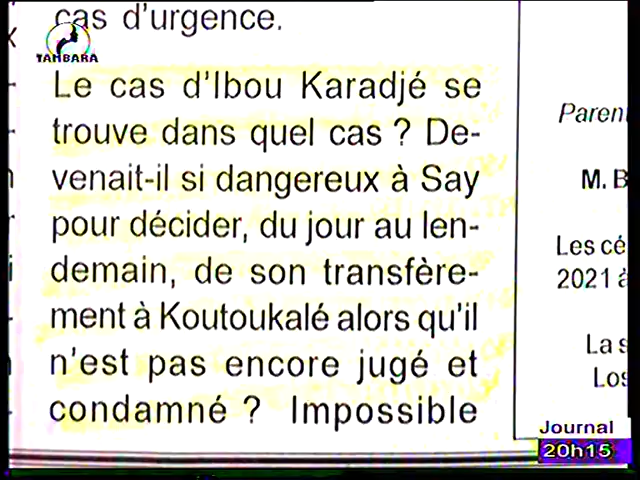 cas d'urgence.
TAMBARA
Le cas d'Ibou Karadjé se
trouve dans quel cas ? De-
venait-il si dangereux à Say
pour décider, du jour au len-
demain, de son transfère-
ment à Koutoukalé alors qu'il
n'est pas encore jugé et
condamné ? Impossible
Paren
M. B
Les cé
2021 à
La s
Los
Journal
20h15